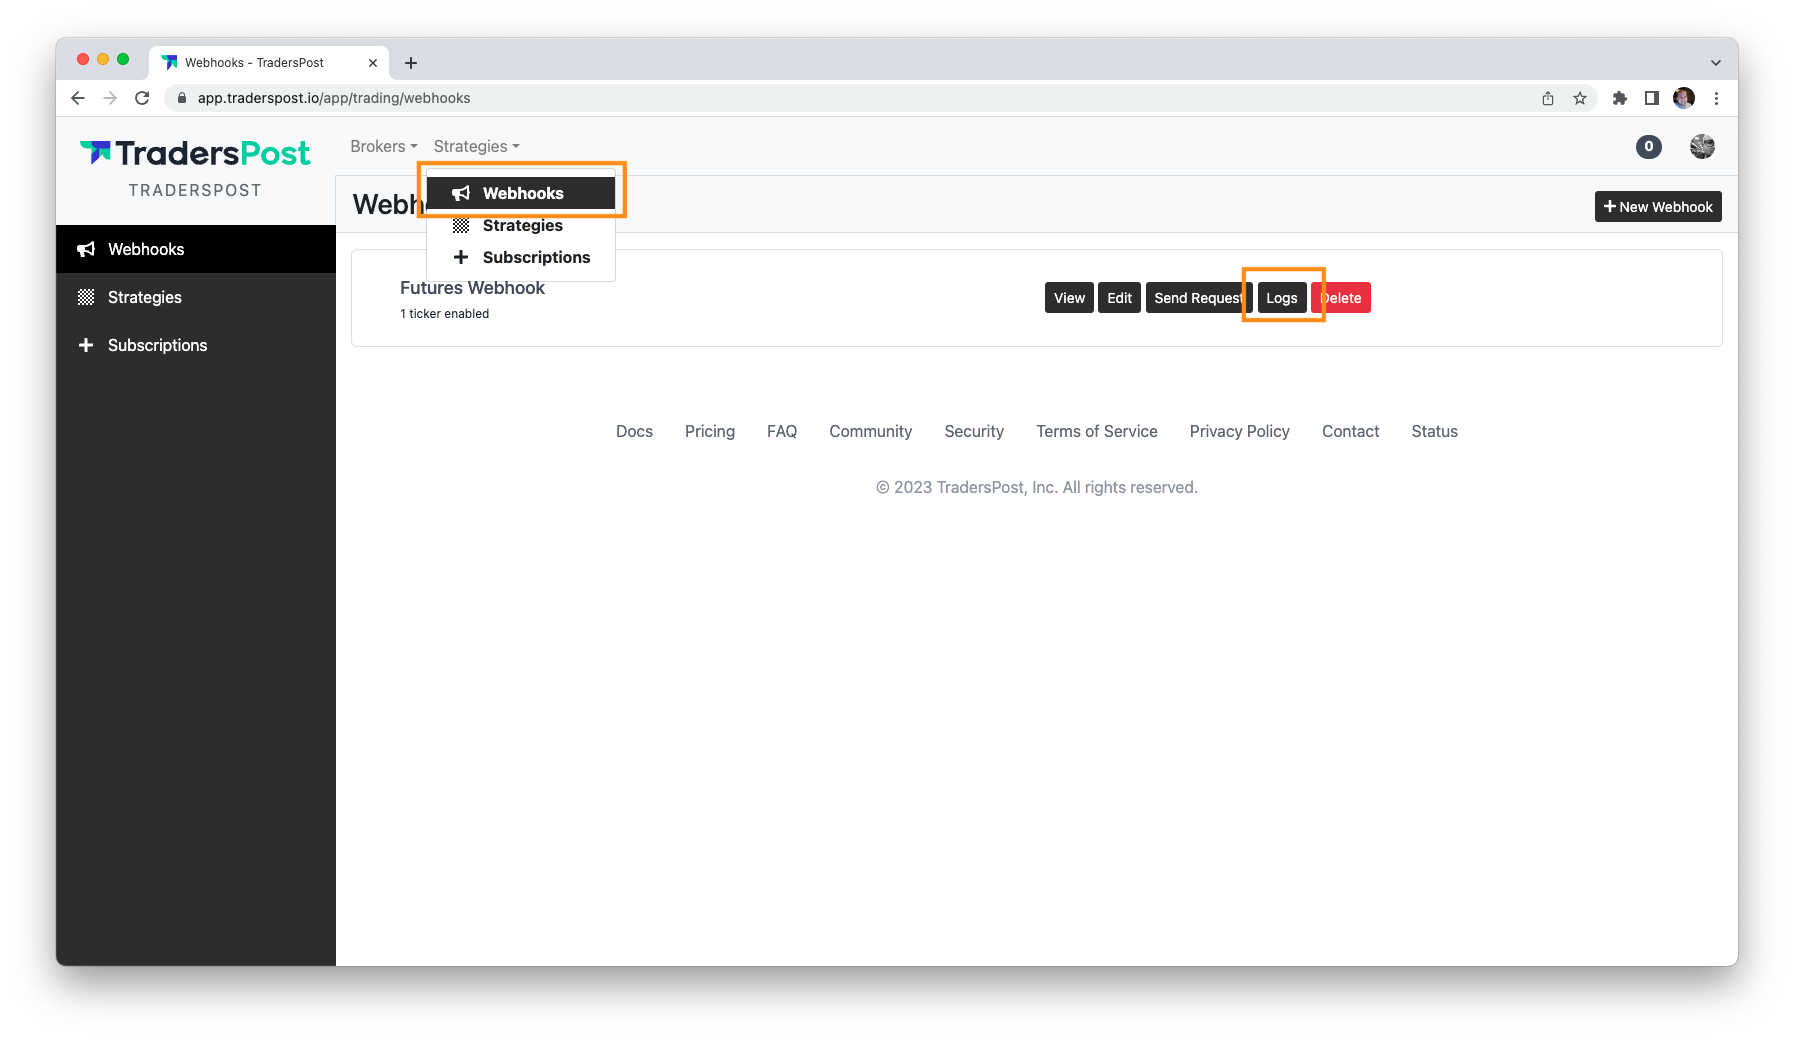 Webhooks - TradersPost
app.traderspost.io/app/trading/webhooks
TradersPost
TRADERSPOST
Brokers Strategies
0
Webhooks
Strategies
Subscriptions
Webh
New Webhook
Webhooks
Strategies
Subscriptions
Futures Webhook
1 ticker enabled
View Edit Send Request Logs Delete
Docs Pricing FAQ Community Security Terms of Service Privacy Policy Contact Status
© 2023 TradersPost, Inc. All rights reserved.